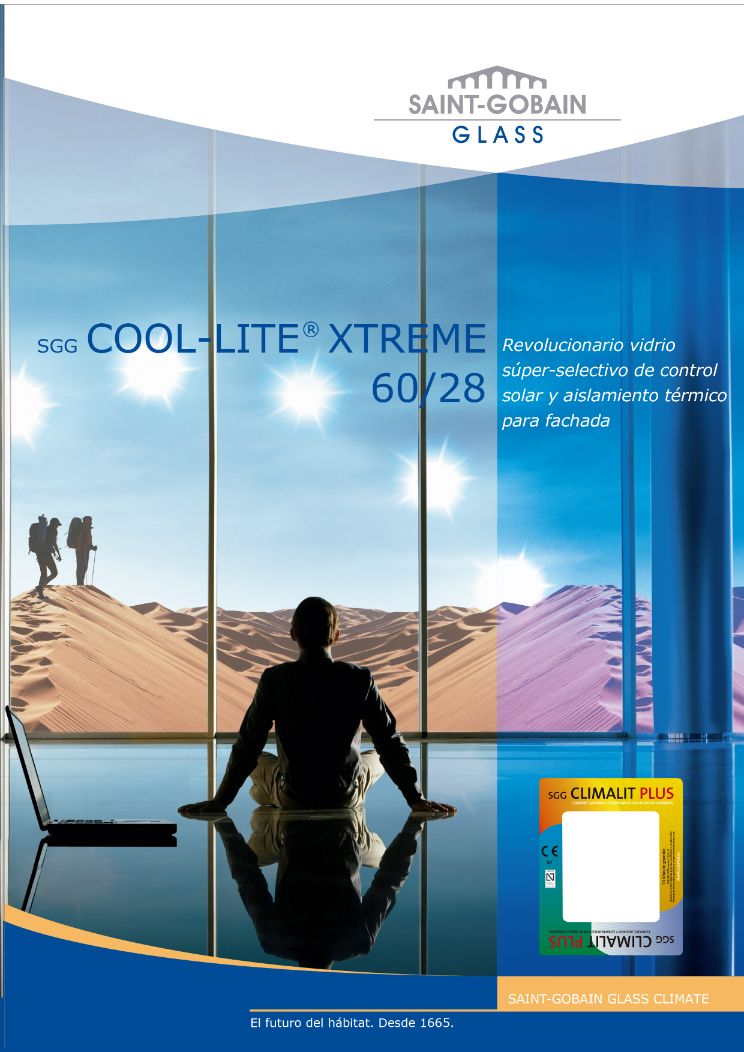 SAINT-GOBAIN
GLASS
SGG COOL-LITE® XTREME
60/28
Revolucionario vidrio
súper-selectivo de control
solar y aislamiento térmico
para fachada
SGG CLIMALIT PLUS
CE
SGG CLIMALIT PLUS
SAINT-GOBAIN GLASS CLIMATE
El futuro del hábitat. Desde 1665.